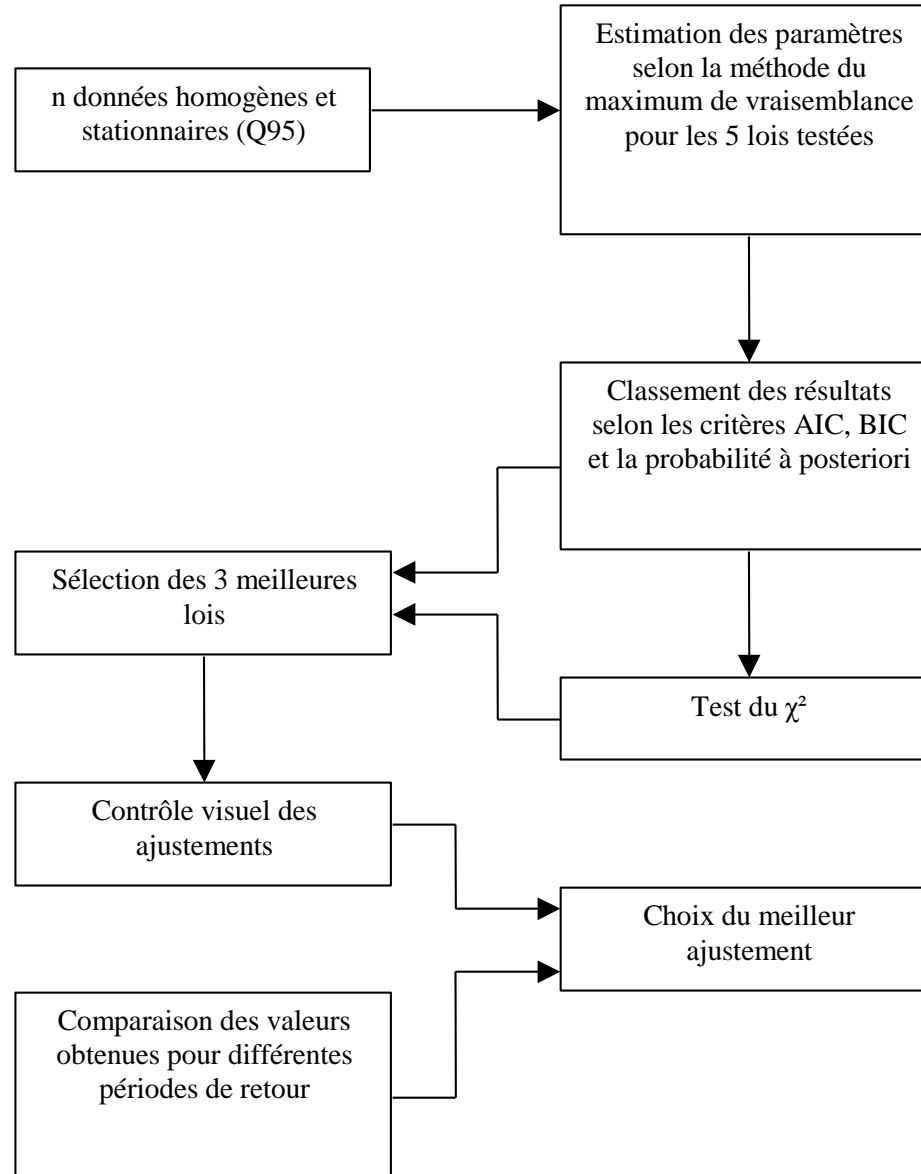 n données homogènes et
stationnaires (Q95)
Estimation des paramètres
selon la méthode du
maximum de vraisemblance
pour les 5 lois testées
Classement des résultats
selon les critères AIC, BIC
et la probabilité à posteriori
Sélection des 3 meilleures
lois
Test du χ²
Contrôle visuel des
ajustements
Choix du meilleur
ajustement
Comparaison des valeurs
obtenues pour différentes
périodes de retour